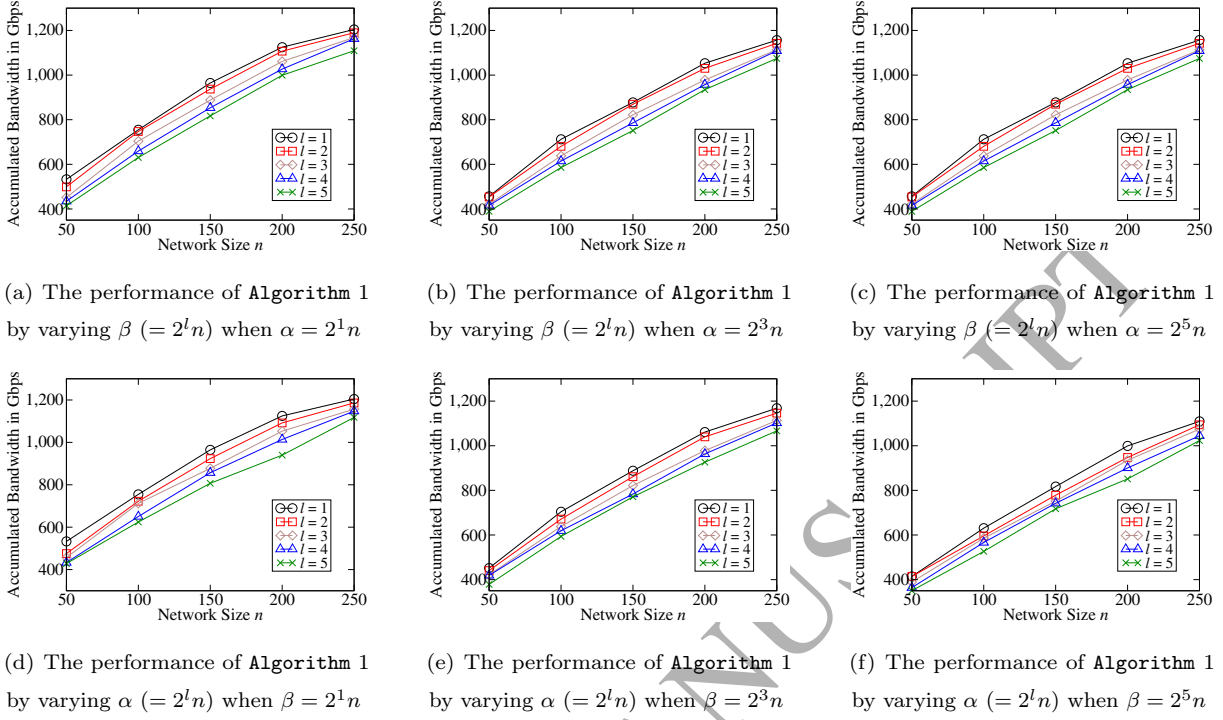 Accumulated Bandwidth in Gbps
1,200
1,000
800
600
400
50 100 150 200 250
Network Size n
l = 1
l = 2
l = 3
l = 4
l = 5
(a) The performance of Algorithm 1
by varying β (= 2^l n) when α = 2^1 n
Accumulated Bandwidth in Gbps
1,200
1,000
800
600
400
50 100 150 200 250
Network Size n
l = 1
l = 2
l = 3
l = 4
l = 5
(b) The performance of Algorithm 1
by varying β (= 2^l n) when α = 2^3 n
Accumulated Bandwidth in Gbps
1,200
1,000
800
600
400
50 100 150 200 250
Network Size n
l = 1
l = 2
l = 3
l = 4
l = 5
(c) The performance of Algorithm 1
by varying β (= 2^l n) when α = 2^5 n
Accumulated Bandwidth in Gbps
1,200
1,000
800
600
400
50 100 150 200 250
Network Size n
l = 1
l = 2
l = 3
l = 4
l = 5
(d) The performance of Algorithm 1
by varying α (= 2^l n) when β = 2^1 n
Accumulated Bandwidth in Gbps
1,200
1,000
800
600
400
50 100 150 200 250
Network Size n
l = 1
l = 2
l = 3
l = 4
l = 5
(e) The performance of Algorithm 1
by varying α (= 2^l n) when β = 2^3 n
Accumulated Bandwidth in Gbps
1,200
1,000
800
600
400
50 100 150 200 250
Network Size n
l = 1
l = 2
l = 3
l = 4
l = 5
(f) The performance of Algorithm 1
by varying α (= 2^l n) when β = 2^5 n